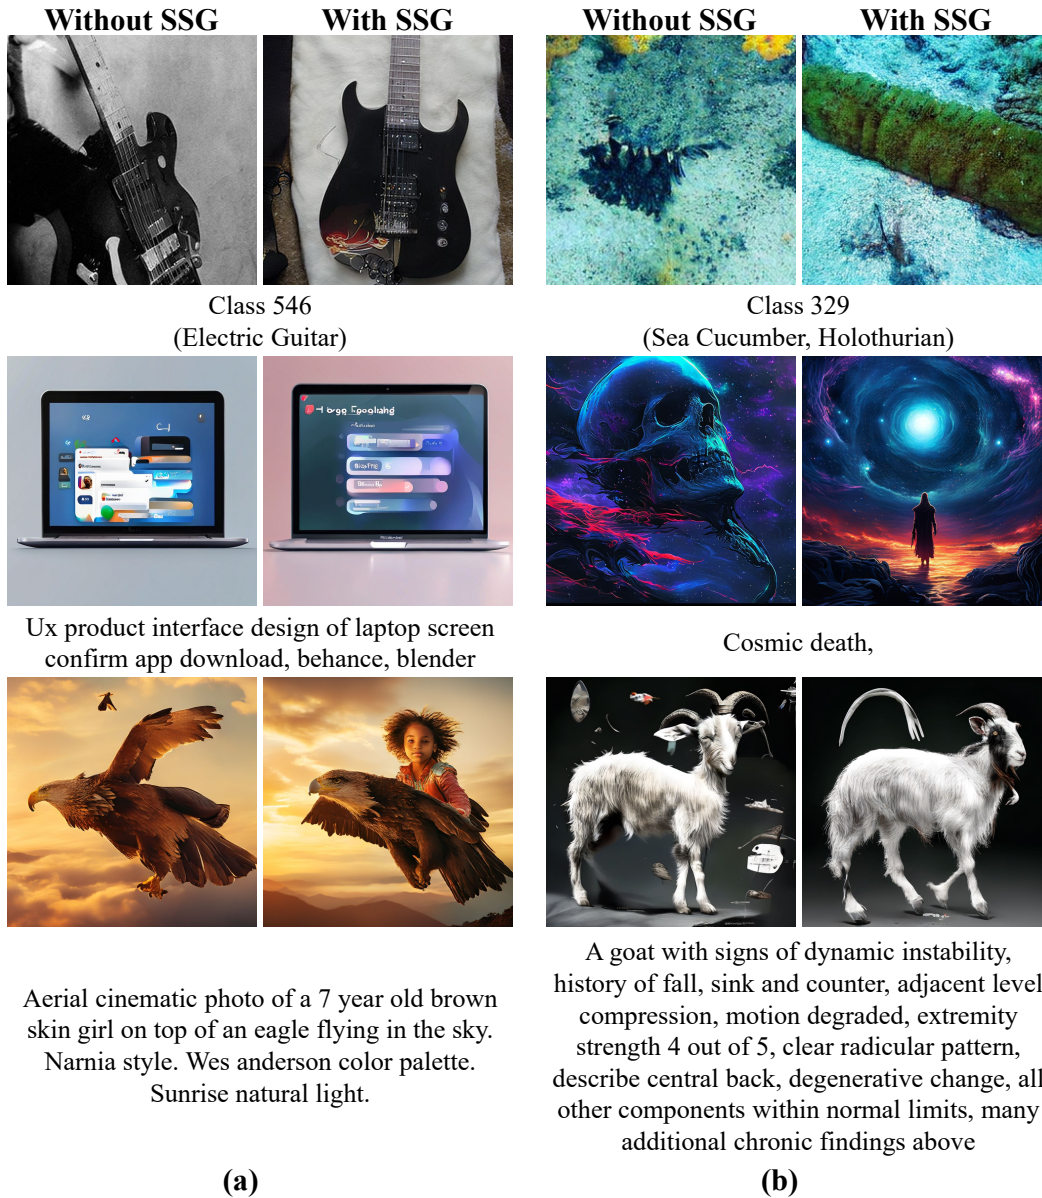 Without SSG
With SSG
Without SSG
With SSG
Class 546
(Electric Guitar)
Class 329
(Sea Cucumber, Holothurian)
Ux product interface design of laptop screen
confirm app download, behance, blender
Cosmic death,
Aerial cinematic photo of a 7 year old brown
skin girl on top of an eagle flying in the sky.
Narnia style. Wes anderson color palette.
Sunrise natural light.
A goat with signs of dynamic instability,
history of fall, sink and counter, adjacent level
compression, motion degraded, extremity
strength 4 out of 5, clear radicular pattern,
describe central back, degenerative change, all
other components within normal limits, many
additional chronic findings above
(a)
(b)